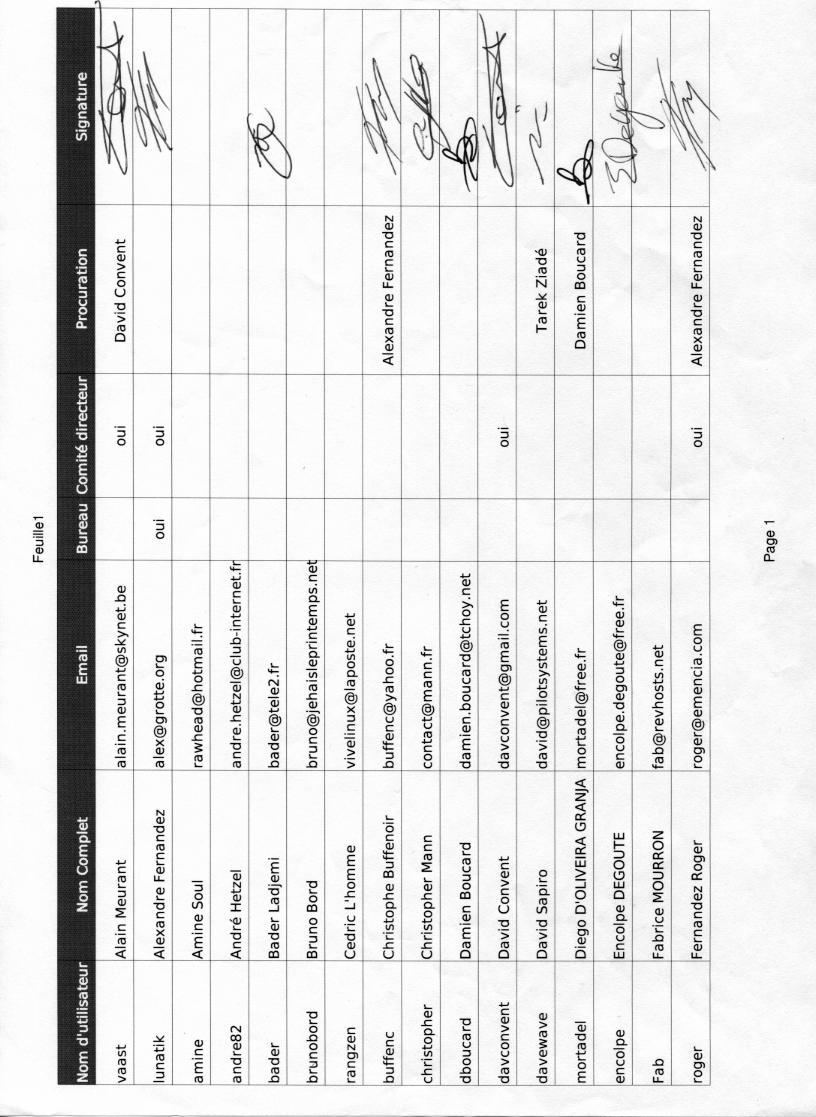 Feuille1
Nom d'utilisateur Nom Complet Email Bureau Comité directeur Procuration Signature
vaast Alain Meurant alain.meurant@skynet.be oui David Convent
lunatik Alexandre Fernandez alex@grotte.org oui oui
amine Amine Soul rawhead@hotmail.fr
andre82 André Hetzel andre.hetzel@club-internet.fr
bader Bader Ladjemi bader@tele2.fr
brunobord Bruno Bord bruno@jehaisleprintemps.net
rangzen Cedric L'homme vivelinux@laposte.net
buffenc Christophe Buffenoir buffenc@yahoo.fr Alexandre Fernandez
christopher Christopher Mann contact@mann.fr
dboucard Damien Boucard damien.boucard@tchoy.net
davconvent David Convent davconvent@gmail.com oui
davewave David Sapiro david@pilotsystems.net Tarek Ziadé
mortadel Diego D'OLIVEIRA GRANJA mortadel@free.fr Damien Boucard
encolpe Encolpe DEGOUTE encolpe.degoute@free.fr EDegoute
Fab Fabrice MOURRON fab@revhosts.net
roger Fernandez Roger roger@emencia.com oui Alexandre Fernandez
Page 1